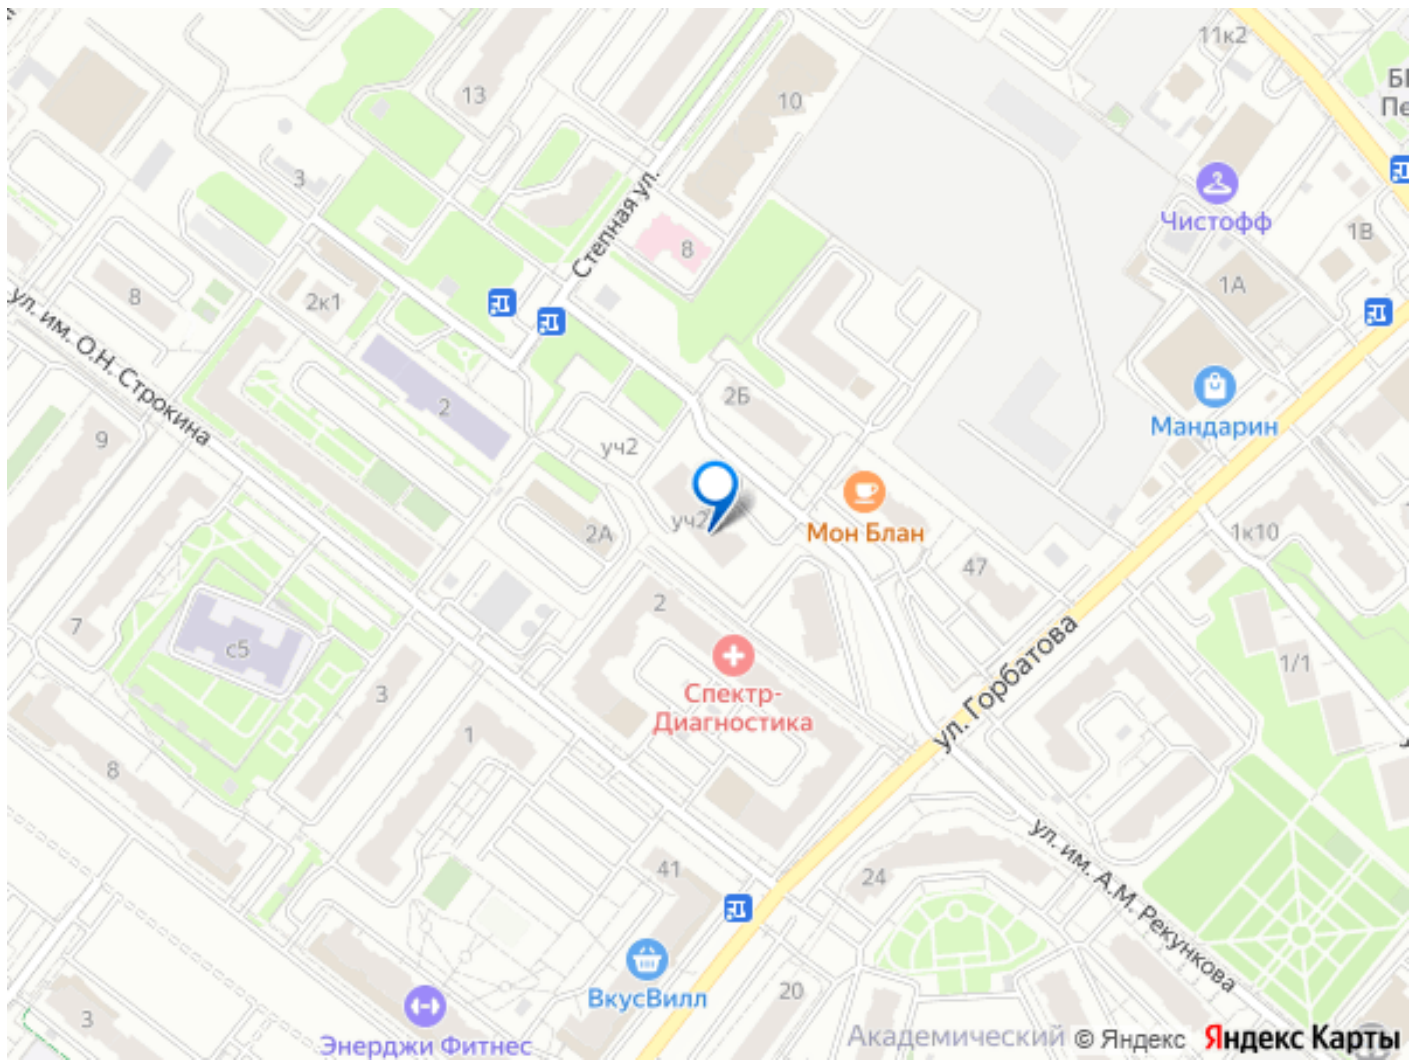 11к2
13
10
Степная ул.
Чистофф
3
8
1В
1А
8
2к1
ул. им. О.Н. Строкина
2Б
2
Мандарин
9
уч2
уч2
2А
Мон Блан
1к10
47
2
7
с5
1/1
ул. Горбатова
3
Спектр-
Диагностика
1
8
ул. им. А.М. Рекункова
41
24
ВкусВилл
20
3
Энерджи Фитнес
Академический
© Яндекс
Яндекс Карты